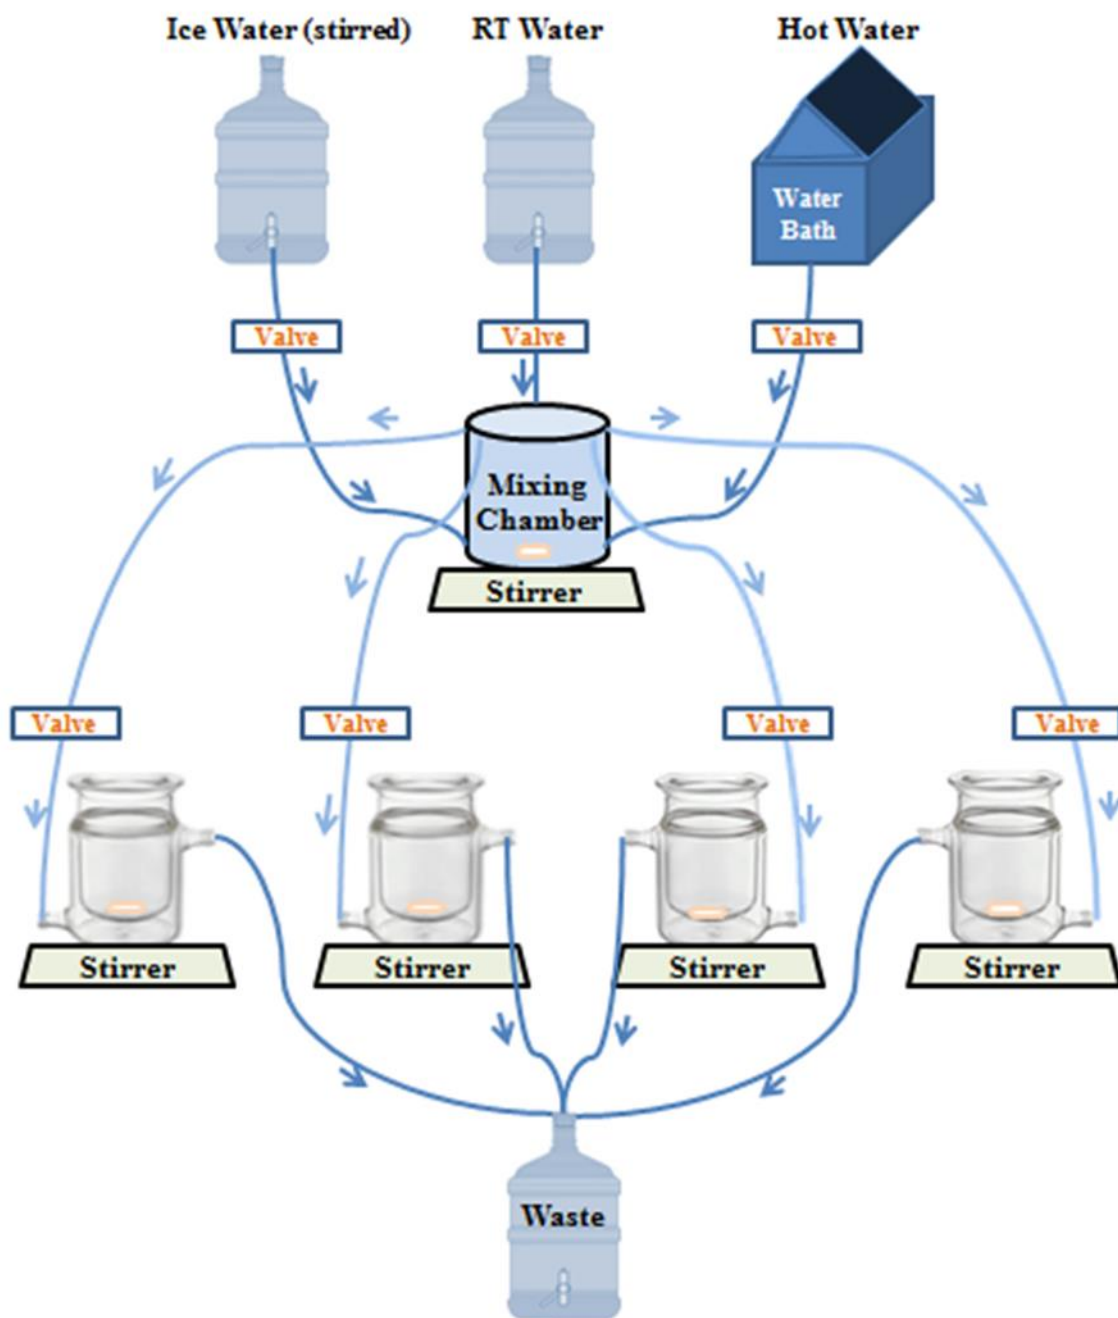 Ice Water (stirred)
RT Water
Hot Water
Water
Bath
Valve
Valve
Valve
Mixing
Chamber
Stirrer
Valve
Valve
Valve
Valve
Stirrer
Stirrer
Stirrer
Stirrer
Waste